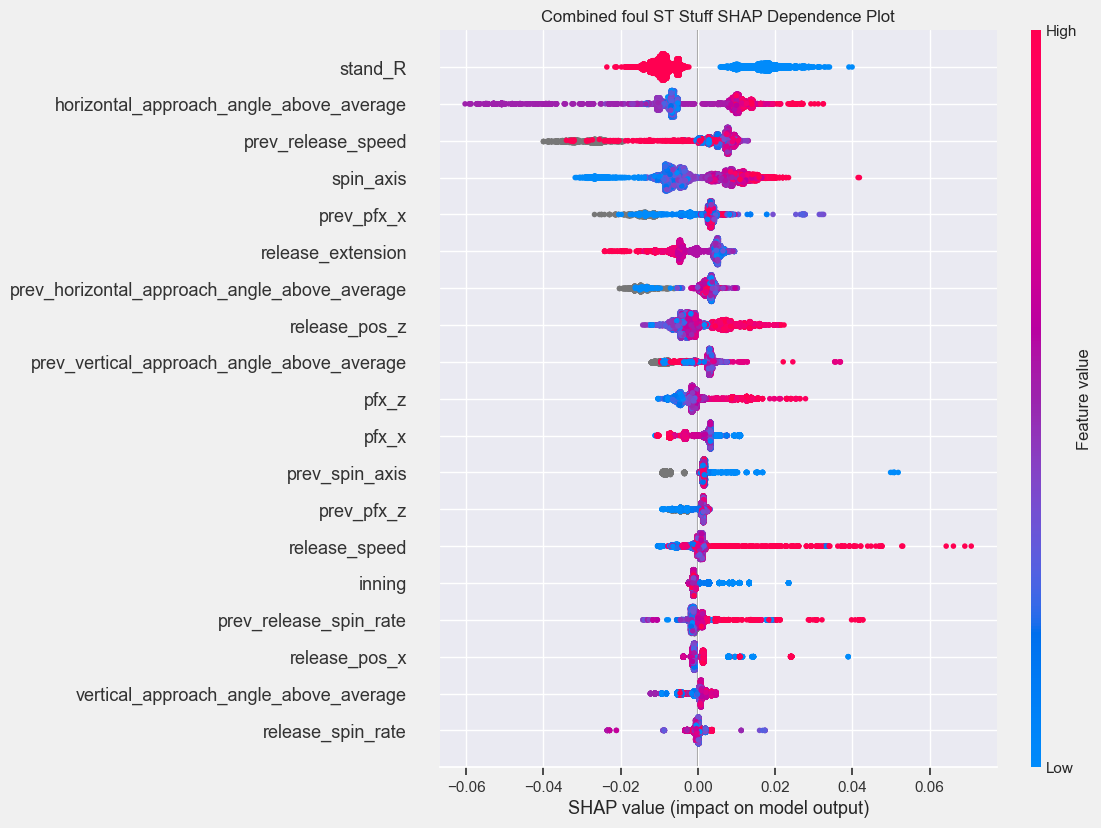 Combined foul ST Stuff SHAP Dependence Plot
High
stand_R
horizontal_approach_angle_above_average
prev_release_speed
spin_axis
prev_pfx_x
release_extension
prev_horizontal_approach_angle_above_average
release_pos_z
prev_vertical_approach_angle_above_average
pfx_z
pfx_x
prev_spin_axis
prev_pfx_z
release_speed
inning
prev_release_spin_rate
release_pos_x
vertical_approach_angle_above_average
release_spin_rate
Feature value
Low
−0.06 −0.04 −0.02 0.00 0.02 0.04 0.06
SHAP value (impact on model output)